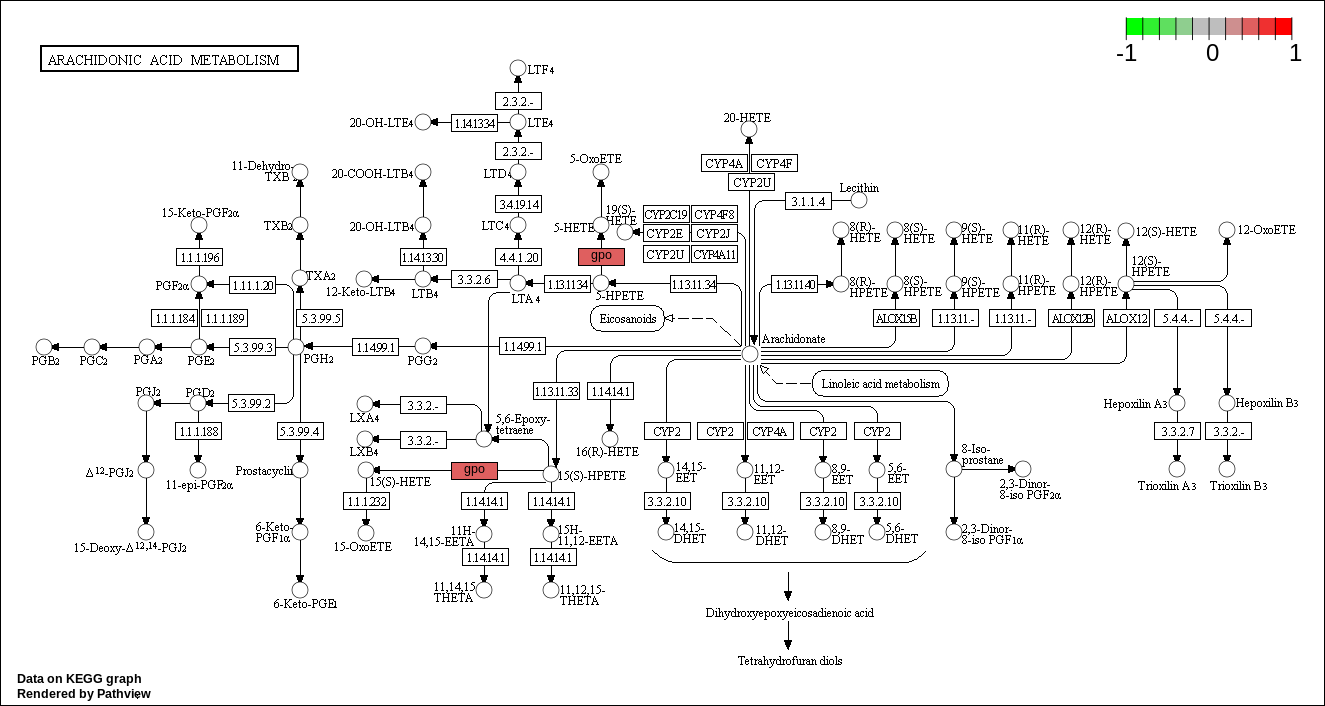 -1 0 1
ARACHIDONIC ACID METABOLISM
LTF4
2.3.2.-
20-OH-LTE4
1.14.13.34
LTE4
20-HETE
2.3.2.-
11-Dehydro-
TXB2
20-COOH-LTB4
LTD4
5-OxoETE
CYP4A
CYP4F
CYP2U
Lecithin
3.1.1.4
15-Keto-PGF2α
3.4.19.14
19(S)-
HETE
CYP2C19
CYP4F8
CYP2E
CYP2J
CYP2U
CYP4A11
TXB2
20-OH-LTB4
LTC4
5-HETE
8(R)-
HETE
8(S)-
HETE
9(S)-
HETE
11(R)-
HETE
12(R)-
HETE
12(S)-HETE
12-OxoETE
1.1.1.196
1.14.13.30
4.4.1.20
gpo
12(S)-
HPETE
PGF2α
1.11.1.20
TXA2
12-Keto-LTB4
3.3.2.6
LTB4
LTA4
1.13.11.34
5-HPETE
1.13.11.34
1.13.11.40
8(R)-
HPETE
8(S)-
HPETE
9(S)-
HPETE
11(R)-
HPETE
12(R)-
HPETE
1.1.1.184
1.1.1.189
5.3.99.5
Eicosanoids
ALOX15B
1.13.11.-
1.13.11.-
ALOX12B
ALOX12
5.4.4.-
5.4.4.-
Arachidonate
PGB2
PGC2
PGA2
PGE2
5.3.99.3
PGH2
1.14.99.1
PGG2
1.14.99.1
Linoleic acid metabolism
PGJ2
PGD2
5.3.99.2
1.13.11.33
1.14.14.1
LXA4
3.3.2.-
5,6-Epoxy-
tetraene
Hepoxilin A3
Hepoxilin B3
1.1.1.188
5.3.99.4
LXB4
3.3.2.-
16(R)-HETE
CYP2
CYP2
CYP4A
CYP2
CYP2
3.3.2.7
3.3.2.-
8-Iso-
prostane
Δ12-PGJ2
11-epi-PGF2α
Prostacyclin
15(S)-HETE
gpo
15(S)-HPETE
14,15-
EET
11,12-
EET
8,9-
EET
5,6-
EET
2,3-Dinor-
8-iso PGF2α
Trioxilin A3
Trioxilin B3
1.1.1.232
1.14.14.1
1.14.14.1
3.3.2.10
3.3.2.10
3.3.2.10
3.3.2.10
15-Deoxy-Δ12,14-PGJ2
6-Keto-
PGF1α
15-OxoETE
11H-
14,15-EETA
15H-
11,12-EETA
14,15-
DHET
11,12-
DHET
8,9-
DHET
5,6-
DHET
2,3-Dinor-
8-iso PGF1α
1.14.14.1
1.14.14.1
6-Keto-PGE1
11,14,15-
THETA
11,12,15-
THETA
Dihydroxyepoxyeicosadienoic acid
Tetrahydrofuran diols
Data on KEGG graph
Rendered by Pathview